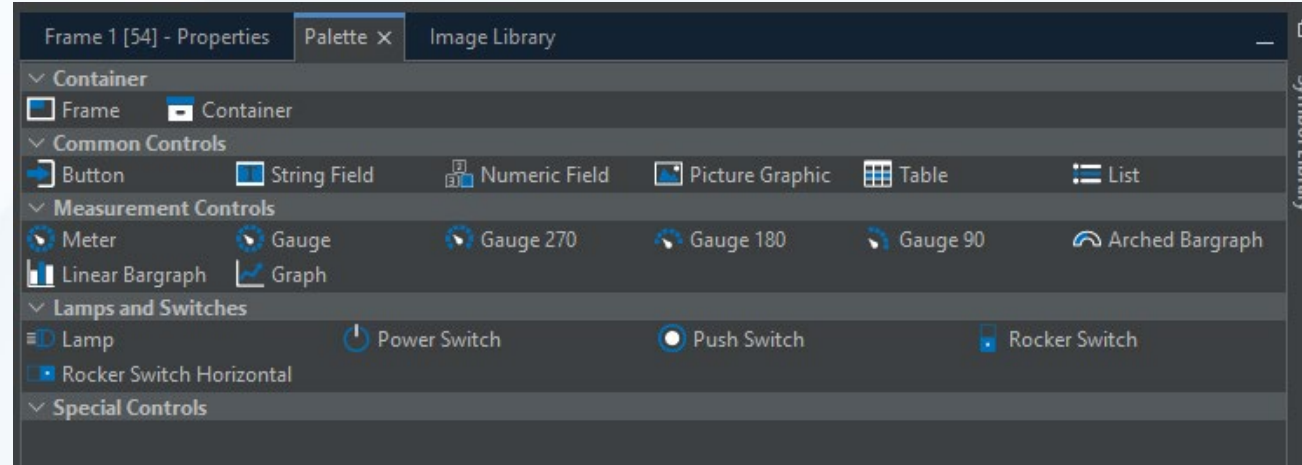 Frame 1 [54] - Properties Palette × Image Library
Container
Frame Container
Common Controls
Button String Field Numeric Field Picture Graphic Table List
Measurement Controls
Meter Gauge Gauge 270 Gauge 180 Gauge 90 Arched Bargraph
Linear Bargraph Graph
Lamps and Switches
Lamp Power Switch Push Switch Rocker Switch
Rocker Switch Horizontal
Special Controls
Symbol Library